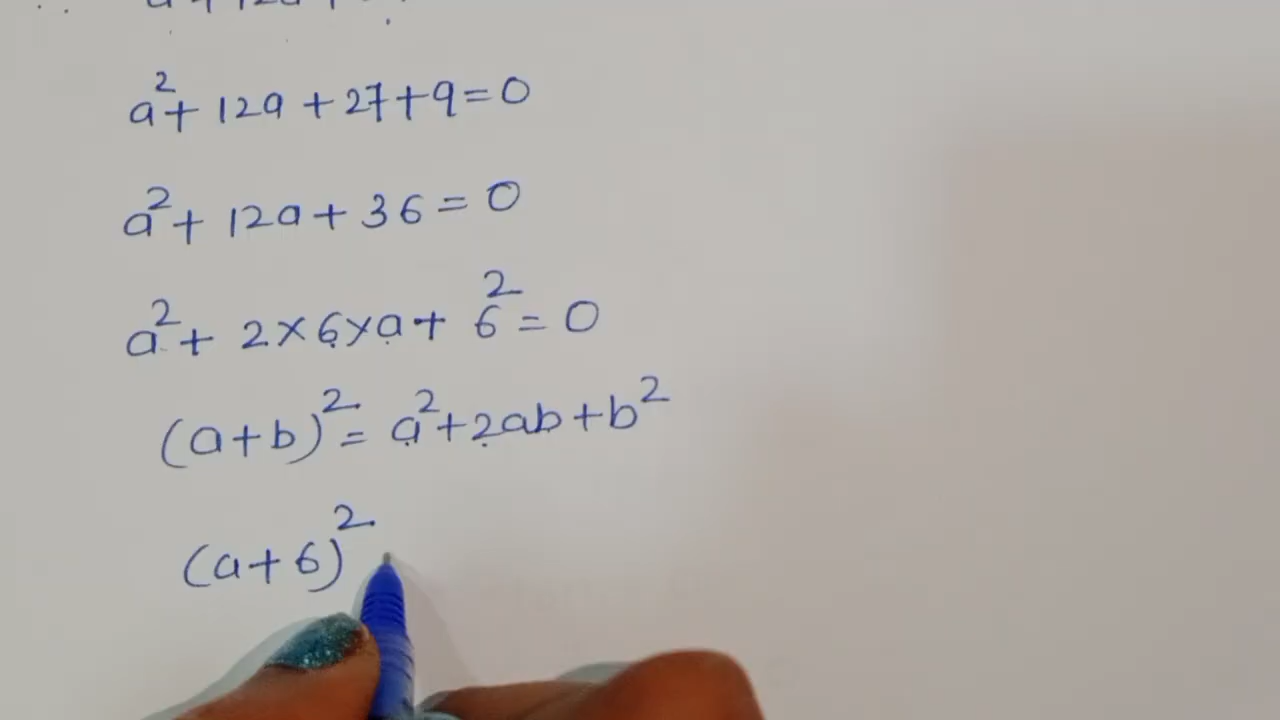 a² + 12a + 27 + 9 = 0
a² + 12a + 36 = 0
a² + 2 × 6 × a + 6² = 0
(a + b)² = a² + 2ab + b²
(a + 6)²